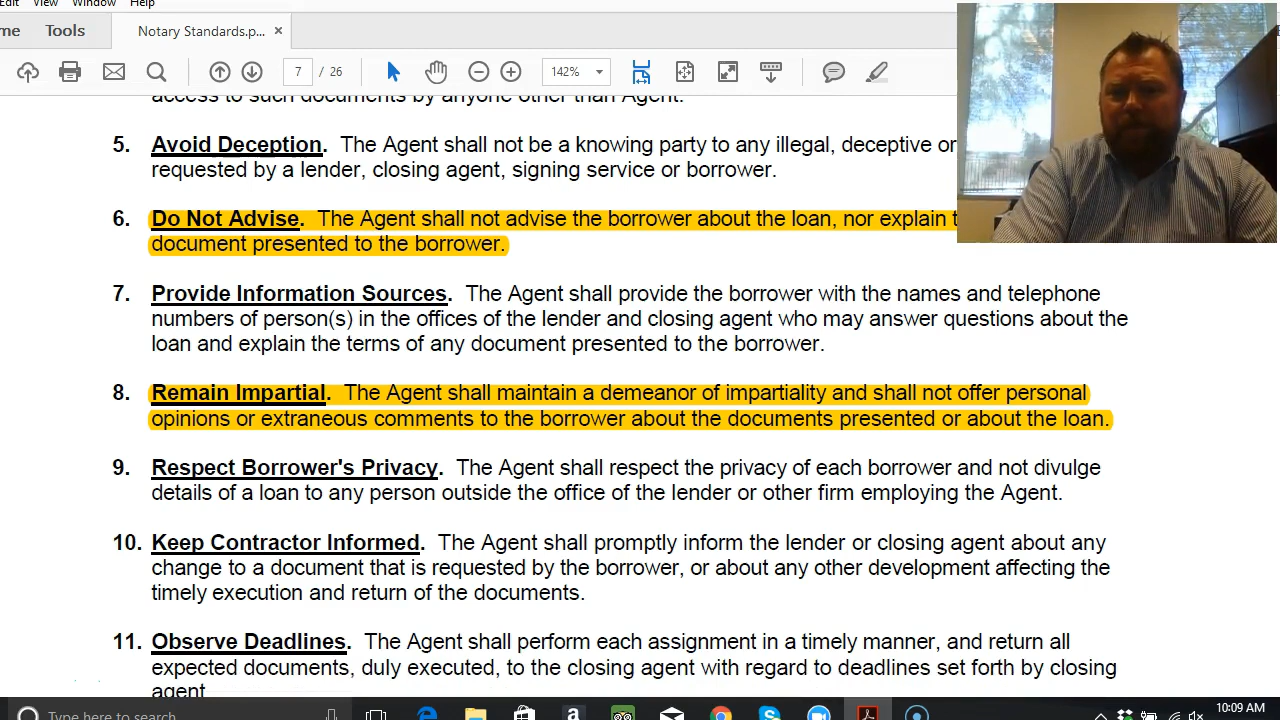 Edit View Window Help
me Tools Notary Standards.p... ×
7 / 26 142%
access to such documents by anyone other than Agent.
5. Avoid Deception. The Agent shall not be a knowing party to any illegal, deceptive or
requested by a lender, closing agent, signing service or borrower.
6. Do Not Advise. The Agent shall not advise the borrower about the loan, nor explain t
document presented to the borrower.
7. Provide Information Sources. The Agent shall provide the borrower with the names and telephone
numbers of person(s) in the offices of the lender and closing agent who may answer questions about the
loan and explain the terms of any document presented to the borrower.
8. Remain Impartial. The Agent shall maintain a demeanor of impartiality and shall not offer personal
opinions or extraneous comments to the borrower about the documents presented or about the loan.
9. Respect Borrower's Privacy. The Agent shall respect the privacy of each borrower and not divulge
details of a loan to any person outside the office of the lender or other firm employing the Agent.
10. Keep Contractor Informed. The Agent shall promptly inform the lender or closing agent about any
change to a document that is requested by the borrower, or about any other development affecting the
timely execution and return of the documents.
11. Observe Deadlines. The Agent shall perform each assignment in a timely manner, and return all
expected documents, duly executed, to the closing agent with regard to deadlines set forth by closing
agent
Type here to search 10:09 AM